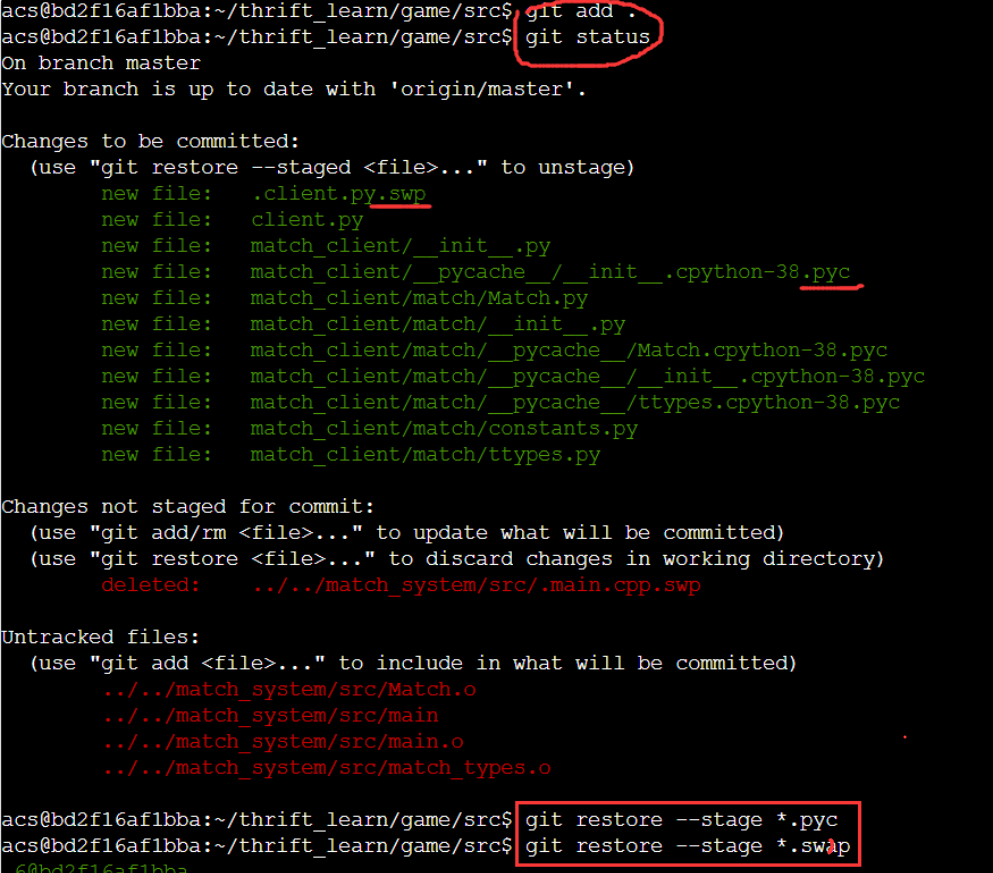 acs@bd2f16af1bba:~/thrift_learn/game/src$ git add .
acs@bd2f16af1bba:~/thrift_learn/game/src$ git status
On branch master
Your branch is up to date with 'origin/master'.
Changes to be committed:
(use "git restore --staged <file>..." to unstage)
new file: .client.py.swp
new file: client.py
new file: match_client/__init__.py
new file: match_client/__pycache__/__init__.cpython-38.pyc
new file: match_client/match/Match.py
new file: match_client/match/__init__.py
new file: match_client/match/__pycache__/Match.cpython-38.pyc
new file: match_client/match/__pycache__/__init__.cpython-38.pyc
new file: match_client/match/__pycache__/ttypes.cpython-38.pyc
new file: match_client/match/constants.py
new file: match_client/match/ttypes.py
Changes not staged for commit:
(use "git add/rm <file>..." to update what will be committed)
(use "git restore <file>..." to discard changes in working directory)
deleted: ../../match_system/src/.main.cpp.swp
Untracked files:
(use "git add <file>..." to include in what will be committed)
../../match_system/src/Match.o
../../match_system/src/main
../../match_system/src/main.o
../../match_system/src/match_types.o
acs@bd2f16af1bba:~/thrift_learn/game/src$ git restore --stage *.pyc
acs@bd2f16af1bba:~/thrift_learn/game/src$ git restore --stage *.swap